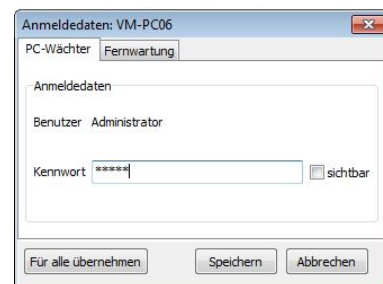 Anmeldedaten: VM-PC06
PC-Wächter Fernwartung
Anmeldedaten
Benutzer Administrator
Kennwort ***** sichtbar
Für alle übernehmen Speichern Abbrechen